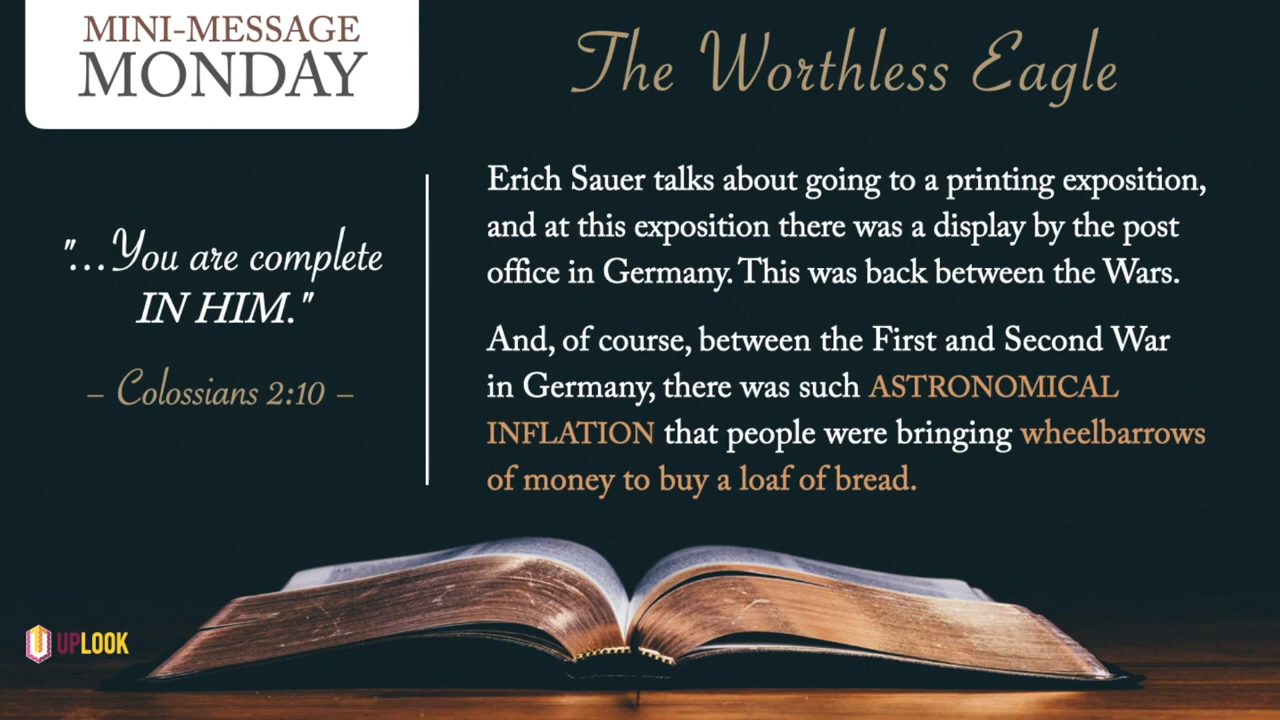 MINI-MESSAGE
MONDAY
The Worthless Eagle
"...You are complete
IN HIM."
– Colossians 2:10 –
Erich Sauer talks about going to a printing exposition,
and at this exposition there was a display by the post
office in Germany. This was back between the Wars.
And, of course, between the First and Second War
in Germany, there was such ASTRONOMICAL
INFLATION that people were bringing wheelbarrows
of money to buy a loaf of bread.
UPLOOK